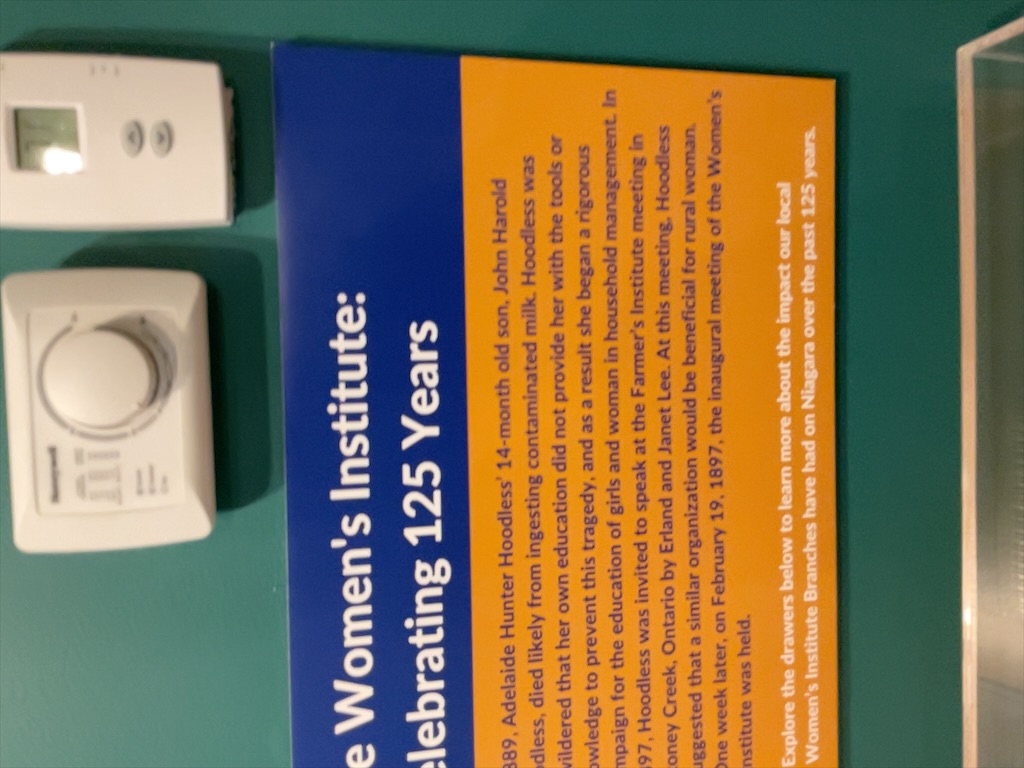 e Women's Institute:
elebrating 125 Years
889, Adelaide Hunter Hoodless' 14-month old son, John Harold
odless, died likely from ingesting contaminated milk. Hoodless was
wildered that her own education did not provide her with the tools or
owledge to prevent this tragedy, and as a result she began a rigorous
mpaign for the education of girls and woman in household management. In
97, Hoodless was invited to speak at the Farmer's Institute meeting in
oney Creek, Ontario by Erland and Janet Lee. At this meeting, Hoodless
uggested that a similar organization would be beneficial for rural woman.
One week later, on February 19, 1897, the inaugural meeting of the Women's
nstitute was held.
Explore the drawers below to learn more about the impact our local
Women's Institute Branches have had on Niagara over the past 125 years.
Honeywell